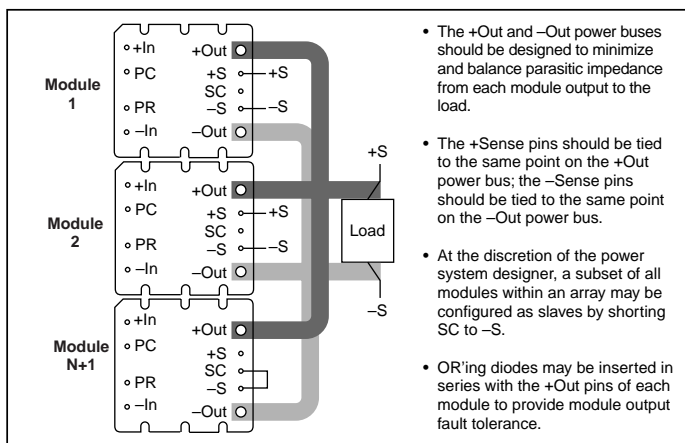 +In
+Out
Module
1
PC
+S
+S
SC
PR
–S
–S
–In
–Out
+In
+Out
Module
2
PC
+S
+S
SC
PR
–S
–S
–In
–Out
+In
+Out
Module
N+1
PC
+S
SC
PR
–S
–In
–Out
+S
Load
–S
• The +Out and –Out power buses
should be designed to minimize
and balance parasitic impedance
from each module output to the
load.
• The +Sense pins should be tied
to the same point on the +Out
power bus; the –Sense pins
should be tied to the same point
on the –Out power bus.
• At the discretion of the power
system designer, a subset of all
modules within an array may be
configured as slaves by shorting
SC to –S.
• OR'ing diodes may be inserted in
series with the +Out pins of each
module to provide module output
fault tolerance.